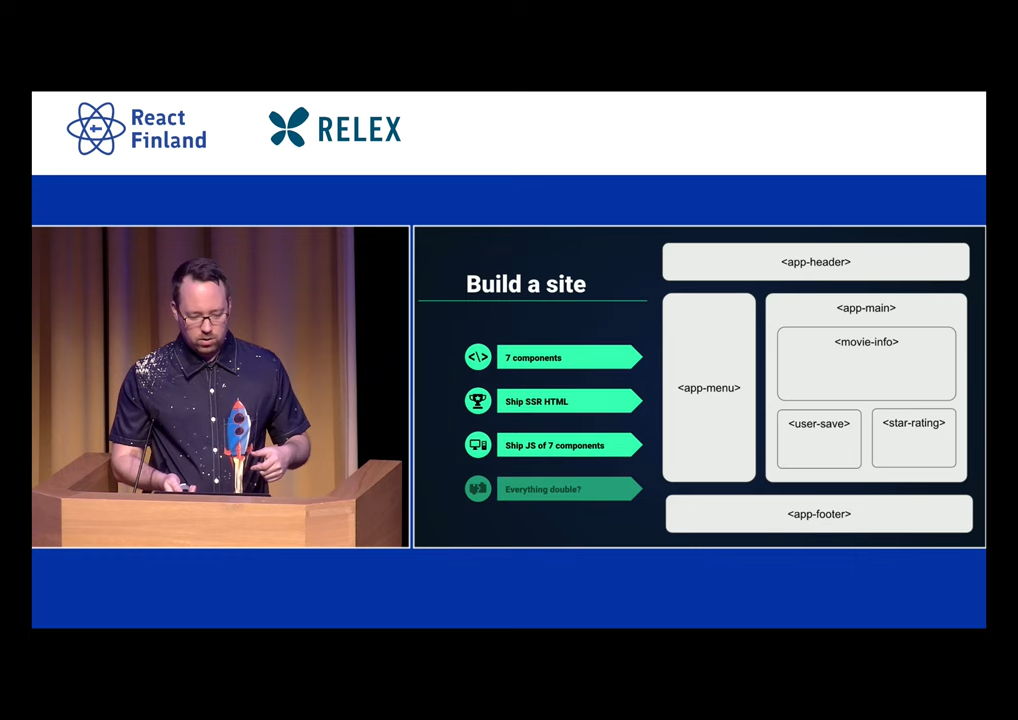 React
Finland
RELEX
Build a site
</>
7 components
Ship SSR HTML
Ship JS of 7 components
Everything double?
<app-header>
<app-menu>
<app-main>
<movie-info>
<user-save>
<star-rating>
<app-footer>